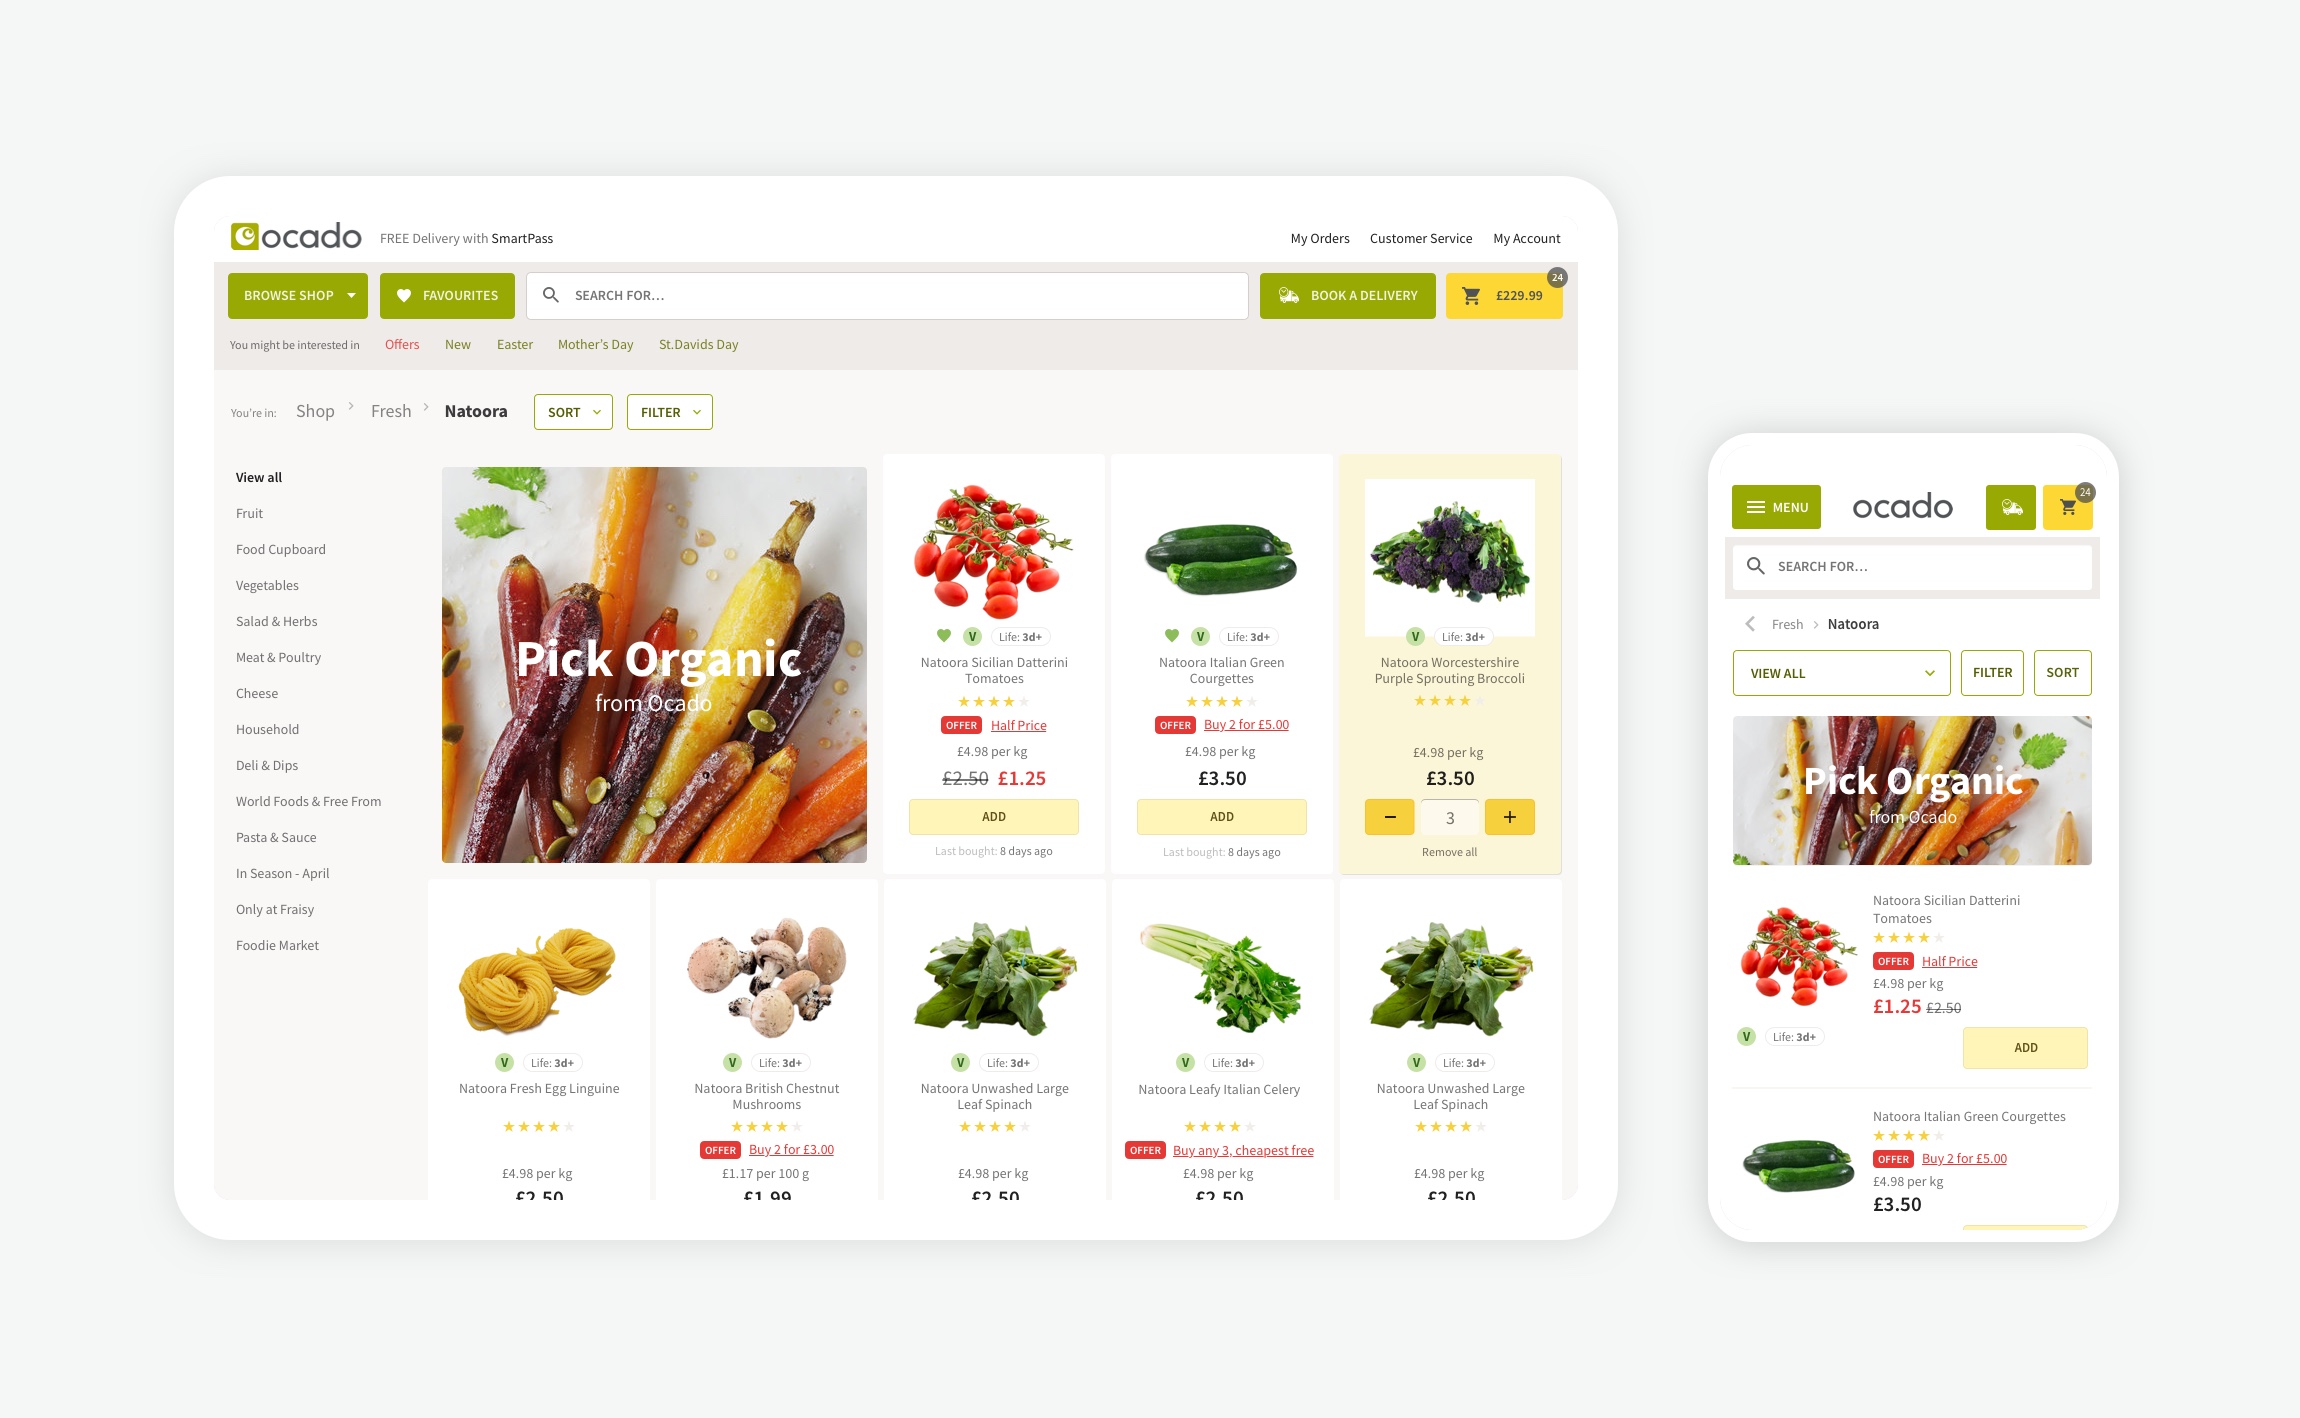 ocado FREE Delivery with SmartPass My Orders Customer Service My Account
BROWSE SHOP FAVOURITES SEARCH FOR... BOOK A DELIVERY £229.99 24
You might be interested in Offers New Easter Mother's Day St.Davids Day
You're in: Shop Fresh Natoora SORT FILTER
View all
Fruit
Food Cupboard
Vegetables
Salad & Herbs
Meat & Poultry
Cheese
Household
Deli & Dips
World Foods & Free From
Pasta & Sauce
In Season - April
Only at Fraisy
Foodie Market
Pick Organic
from Ocado
V Life: 3d+
Natoora Sicilian Datterini
Tomatoes
OFFER Half Price
£4.98 per kg
£2.50 £1.25
ADD
Last bought: 8 days ago
V Life: 3d+
Natoora Italian Green
Courgettes
OFFER Buy 2 for £5.00
£4.98 per kg
£3.50
ADD
Last bought: 8 days ago
V Life: 3d+
Natoora Worcestershire
Purple Sprouting Broccoli
£4.98 per kg
£3.50
− 3 +
Remove all
V Life: 3d+
Natoora Fresh Egg Linguine
£4.98 per kg
£2.50
V Life: 3d+
Natoora British Chestnut
Mushrooms
OFFER Buy 2 for £3.00
£1.17 per 100 g
£1.99
V Life: 3d+
Natoora Unwashed Large
Leaf Spinach
£4.98 per kg
£2.50
V Life: 3d+
Natoora Leafy Italian Celery
OFFER Buy any 3, cheapest free
£4.98 per kg
£2.50
V Life: 3d+
Natoora Unwashed Large
Leaf Spinach
£4.98 per kg
£2.50
MENU ocado 24
SEARCH FOR...
Fresh Natoora
VIEW ALL FILTER SORT
Pick Organic
from Ocado
Natoora Sicilian Datterini
Tomatoes
OFFER Half Price
£4.98 per kg
£1.25 £2.50
V Life: 3d+ ADD
Natoora Italian Green Courgettes
OFFER Buy 2 for £5.00
£4.98 per kg
£3.50